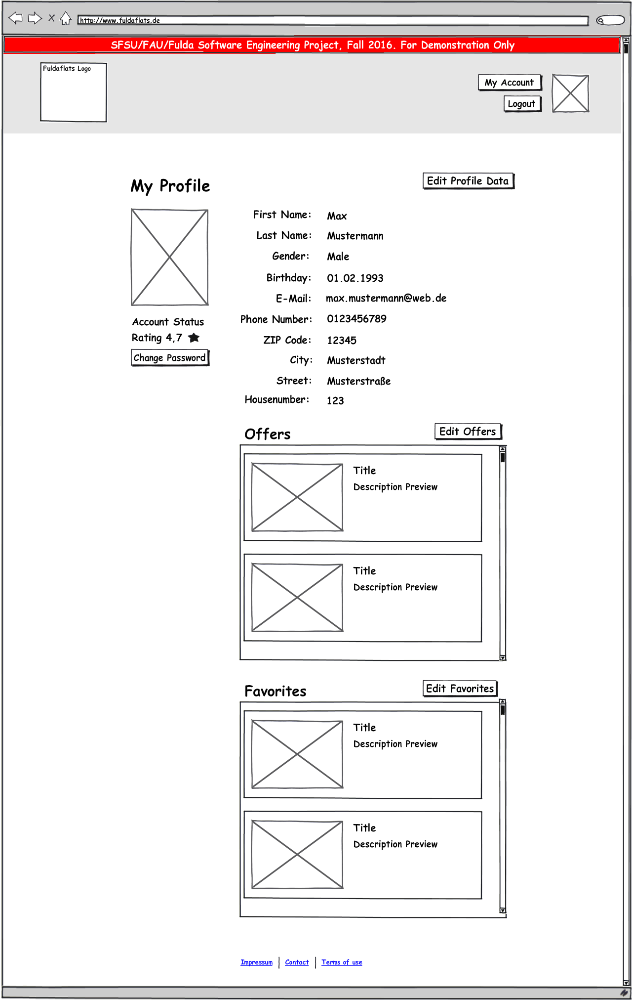 http://www.fuldaflats.de
SFSU/FAU/Fulda Software Engineering Project, Fall 2016. For Demonstration Only
Fuldaflats Logo
My Account
Logout
My Profile
Edit Profile Data
First Name: Max
Last Name: Mustermann
Gender: Male
Birthday: 01.02.1993
E-Mail: max.mustermann@web.de
Phone Number: 0123456789
ZIP Code: 12345
City: Musterstadt
Street: Musterstraße
Housenumber: 123
Account Status
Rating 4,7
Change Password
Offers
Edit Offers
Title
Description Preview
Title
Description Preview
Favorites
Edit Favorites
Title
Description Preview
Title
Description Preview
Impressum | Contact | Terms of use